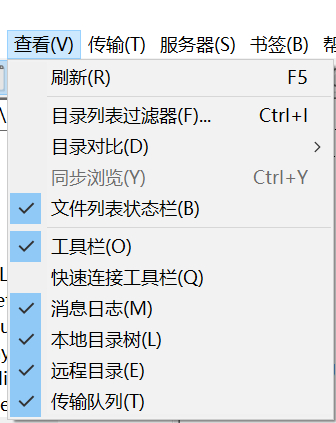 查看(V) 传输(T) 服务器(S) 书签(B)
刷新(R) F5
目录列表过滤器(F)... Ctrl+I
目录对比(D)
同步浏览(Y) Ctrl+Y
文件列表状态栏(B)
工具栏(O)
快速连接工具栏(Q)
消息日志(M)
本地目录树(L)
远程目录(E)
传输队列(T)